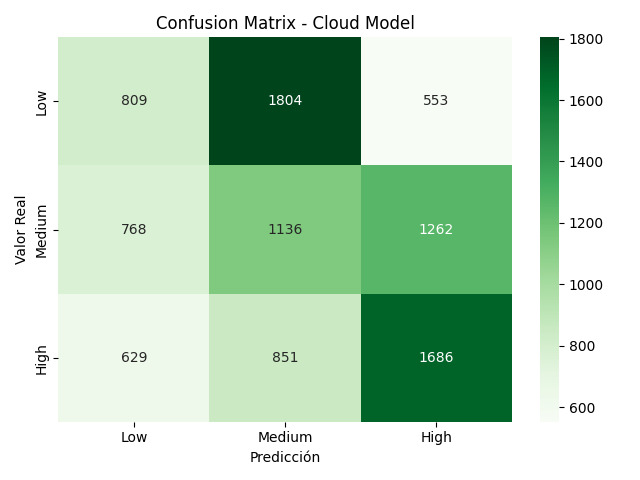 Confusion Matrix - Cloud Model
Valor Real
Low
809
1804
553
Medium
768
1136
1262
High
629
851
1686
Low
Medium
High
Predicción
1800
1600
1400
1200
1000
800
600